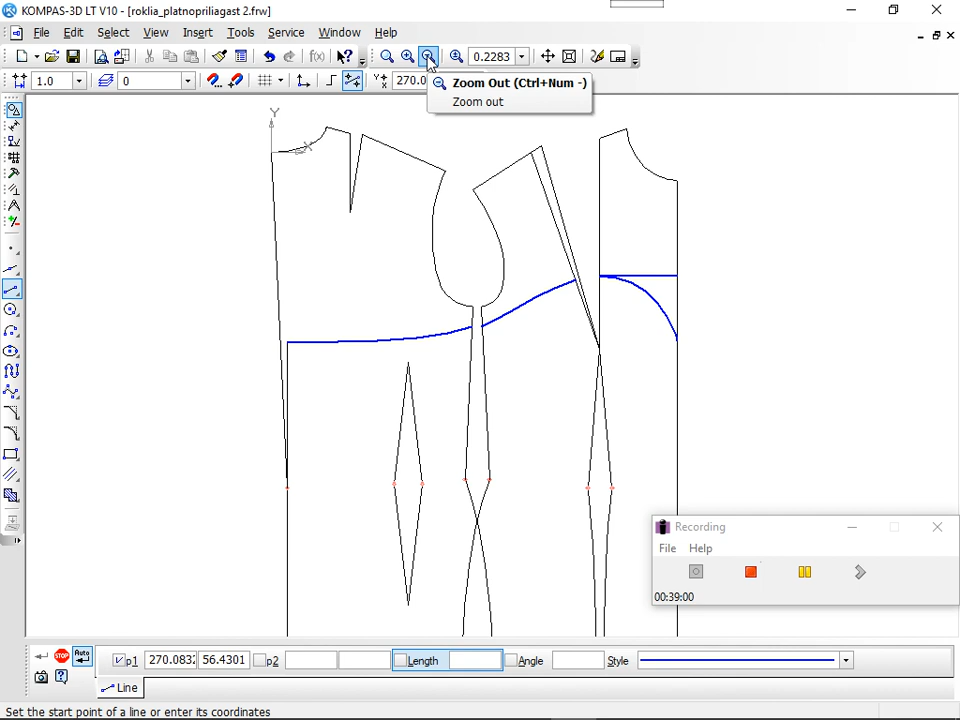 KOMPAS-3D LT V10 - [roklia_platnopriliagast 2.frw]
File Edit Select View Insert Tools Service Window Help
0.2283
1.0 0 f(x) 270.0
Zoom Out (Ctrl+Num -)
Zoom out
Y
X
Recording
File Help
00:39:00
STOP Auto p1 270.0832 56.4301 p2 Length Angle Style
Line
Set the start point of a line or enter its coordinates